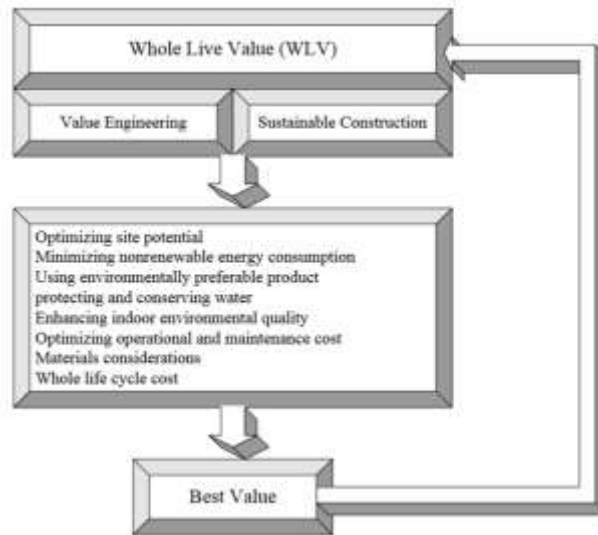 Whole Live Value (WLV)
Value Engineering
Sustainable Construction
Optimizing site potential
Minimizing nonrenewable energy consumption
Using environmentally preferable product
protecting and conserving water
Enhancing indoor environmental quality
Optimizing operational and maintenance cost
Materials considerations
Whole life cycle cost
Best Value